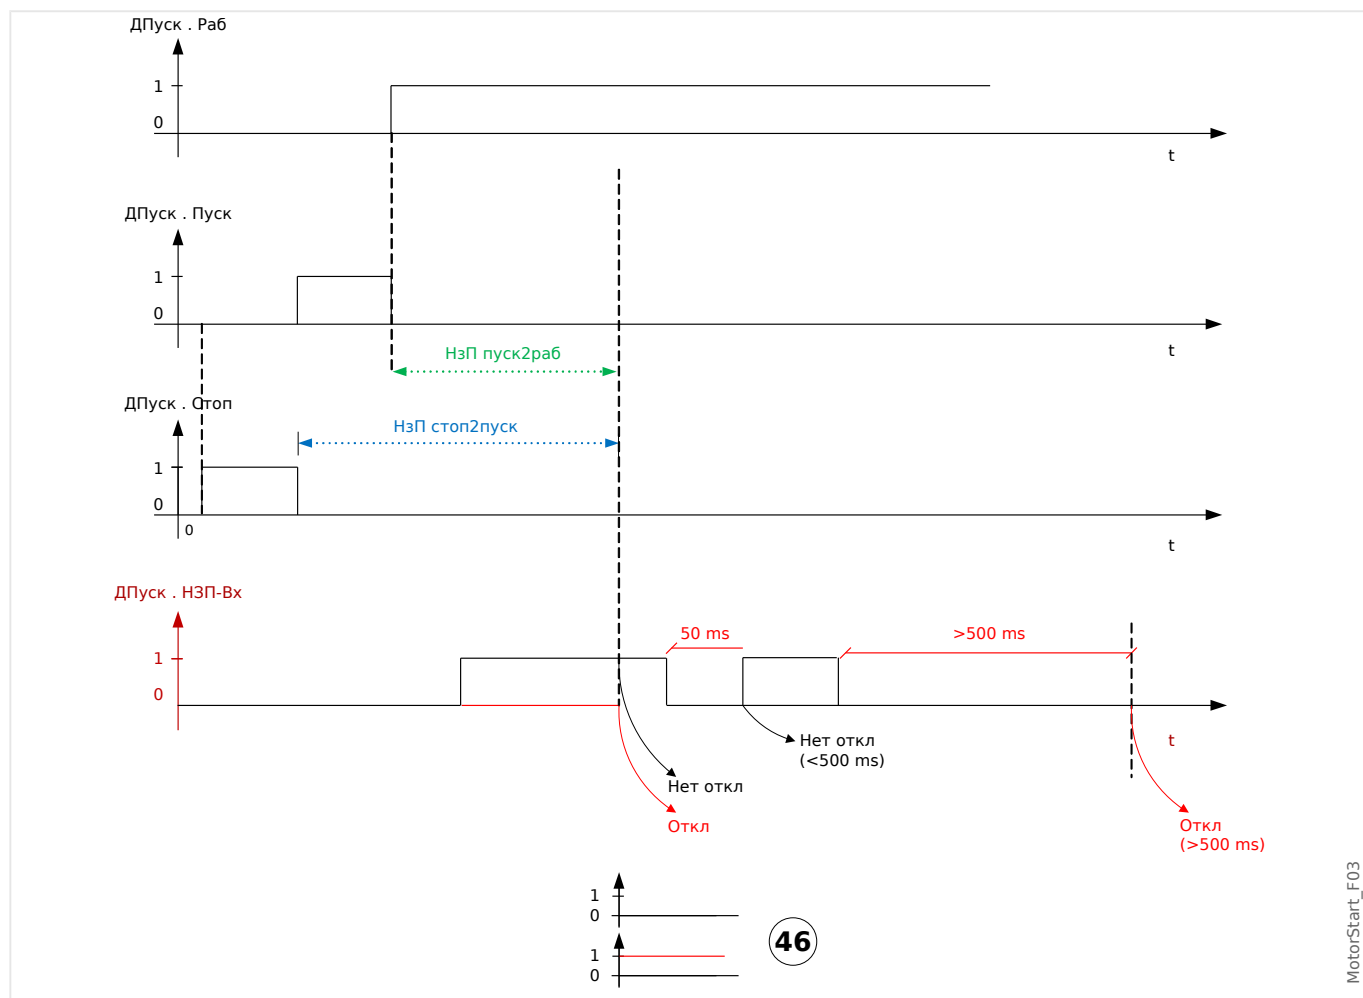 ДПуск . Раб
1
0
t
ДПуск . Пуск
1
0
t
НзП пуск2раб
ДПуск . Стоп
НзП стоп2пуск
1
0
0
t
ДПуск . НЗП-Вх
50 ms
>500 ms
1
0
t
Нет откл
(<500 ms)
Нет откл
Откл
Откл
(>500 ms)
1
0
46
1
0
MotorStart_F03